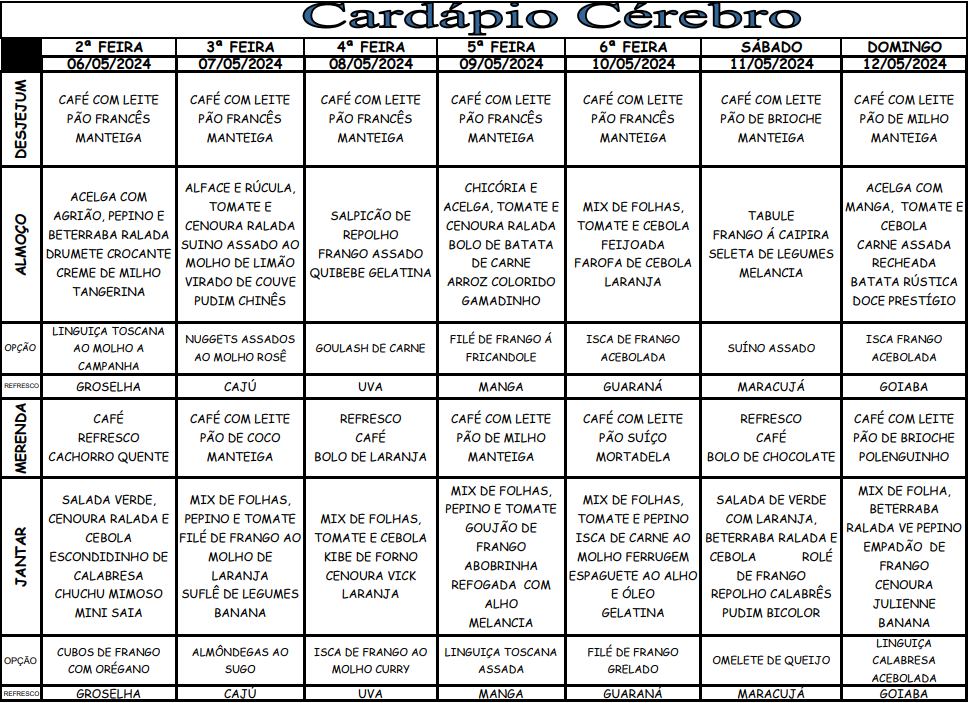 Cardápio Cérebro
2ª FEIRA 3ª FEIRA 4ª FEIRA 5ª FEIRA 6ª FEIRA SÁBADO DOMINGO
06/05/2024 07/05/2024 08/05/2024 09/05/2024 10/05/2024 11/05/2024 12/05/2024
DESJEJUM
CAFÉ COM LEITE
PÃO FRANCÊS
MANTEIGA
CAFÉ COM LEITE
PÃO FRANCÊS
MANTEIGA
CAFÉ COM LEITE
PÃO FRANCÊS
MANTEIGA
CAFÉ COM LEITE
PÃO FRANCÊS
MANTEIGA
CAFÉ COM LEITE
PÃO FRANCÊS
MANTEIGA
CAFÉ COM LEITE
PÃO DE BRIOCHE
MANTEIGA
CAFÉ COM LEITE
PÃO DE MILHO
MANTEIGA
ALMOÇO
ACELGA COM
AGRIÃO, PEPINO E
BETERRABA RALADA
DRUMETE CROCANTE
CREME DE MILHO
TANGERINA
ALFACE E RÚCULA,
TOMATE E
CENOURA RALADA
SUINO ASSADO AO
MOLHO DE LIMÃO
VIRADO DE COUVE
PUDIM CHINÊS
SALPICÃO DE
REPOLHO
FRANGO ASSADO
QUIBEBE GELATINA
CHICÓRIA E
ACELGA, TOMATE E
CENOURA RALADA
BOLO DE BATATA
DE CARNE
ARROZ COLORIDO
GAMADINHO
MIX DE FOLHAS,
TOMATE E CEBOLA
FEIJOADA
FAROFA DE CEBOLA
LARANJA
TABULE
FRANGO Á CAIPIRA
SELETA DE LEGUMES
MELANCIA
ACELGA COM
MANGA, TOMATE E
CEBOLA
CARNE ASSADA
RECHEADA
BATATA RÚSTICA
DOCE PRESTÍGIO
OPÇÃO
LINGUIÇA TOSCANA
AO MOLHO A
CAMPANHA
NUGGETS ASSADOS
AO MOLHO ROSÊ
GOULASH DE CARNE
FILÉ DE FRANGO Á
FRICANDOLE
ISCA DE FRANGO
ACEBOLADA
SUÍNO ASSADO
ISCA FRANGO
ACEBOLADA
REFRESCO GROSELHA CAJÚ UVA MANGA GUARANÁ MARACUJÁ GOIABA
MERENDA
CAFÉ
REFRESCO
CACHORRO QUENTE
CAFÉ COM LEITE
PÃO DE COCO
MANTEIGA
REFRESCO
CAFÉ
BOLO DE LARANJA
CAFÉ COM LEITE
PÃO DE MILHO
MANTEIGA
CAFÉ COM LEITE
PÃO SUÍÇO
MORTADELA
REFRESCO
CAFÉ
BOLO DE CHOCOLATE
CAFÉ COM LEITE
PÃO DE BRIOCHE
POLENGUINHO
JANTAR
SALADA VERDE,
CENOURA RALADA E
CEBOLA
ESCONDIDINHO DE
CALABRESA
CHUCHU MIMOSO
MINI SAIA
MIX DE FOLHAS,
PEPINO E TOMATE
FILÉ DE FRANGO AO
MOLHO DE
LARANJA
SUFLÊ DE LEGUMES
BANANA
MIX DE FOLHAS,
TOMATE E CEBOLA
KIBE DE FORNO
CENOURA VICK
LARANJA
MIX DE FOLHAS,
PEPINO E TOMATE
GOUJÃO DE
FRANGO
ABOBRINHA
REFOGADA COM
ALHO
MELANCIA
MIX DE FOLHAS,
TOMATE E PEPINO
ISCA DE CARNE AO
MOLHO FERRUGEM
ESPAGUETE AO ALHO
E ÓLEO
GELATINA
SALADA DE VERDE
COM LARANJA,
BETERRABA RALADA E
CEBOLA ROLÉ
DE FRANGO
REPOLHO CALABRÊS
PUDIM BICOLOR
MIX DE FOLHA,
BETERRABA
RALADA VE PEPINO
EMPADÃO DE
FRANGO
CENOURA
JULIENNE
BANANA
OPÇÃO
CUBOS DE FRANGO
COM ORÉGANO
ALMÔNDEGAS AO
SUGO
ISCA DE FRANGO AO
MOLHO CURRY
LINGUIÇA TOSCANA
ASSADA
FILÉ DE FRANGO
GRELADO
OMELETE DE QUEIJO
LINGUIÇA
CALABRESA
ACEBOLADA
REFRESCO GROSELHA CAJÚ UVA MANGA GUARANÁ MARACUJÁ GOIABA